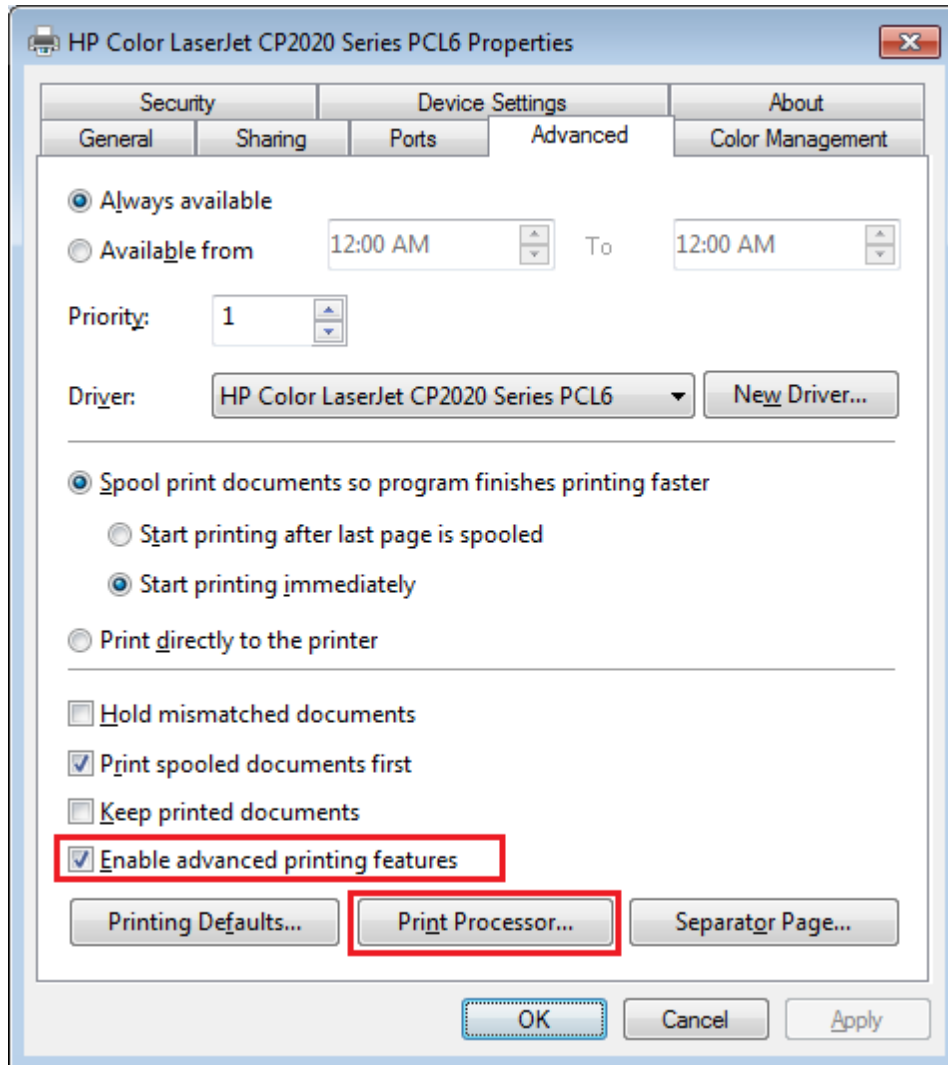 HP Color LaserJet CP2020 Series PCL6 Properties
Security Device Settings About
General Sharing Ports Advanced Color Management
Always available
Available from 12:00 AM To 12:00 AM
Priority: 1
Driver: HP Color LaserJet CP2020 Series PCL6 New Driver...
Spool print documents so program finishes printing faster
Start printing after last page is spooled
Start printing immediately
Print directly to the printer
Hold mismatched documents
Print spooled documents first
Keep printed documents
Enable advanced printing features
Printing Defaults... Print Processor... Separator Page...
OK Cancel Apply